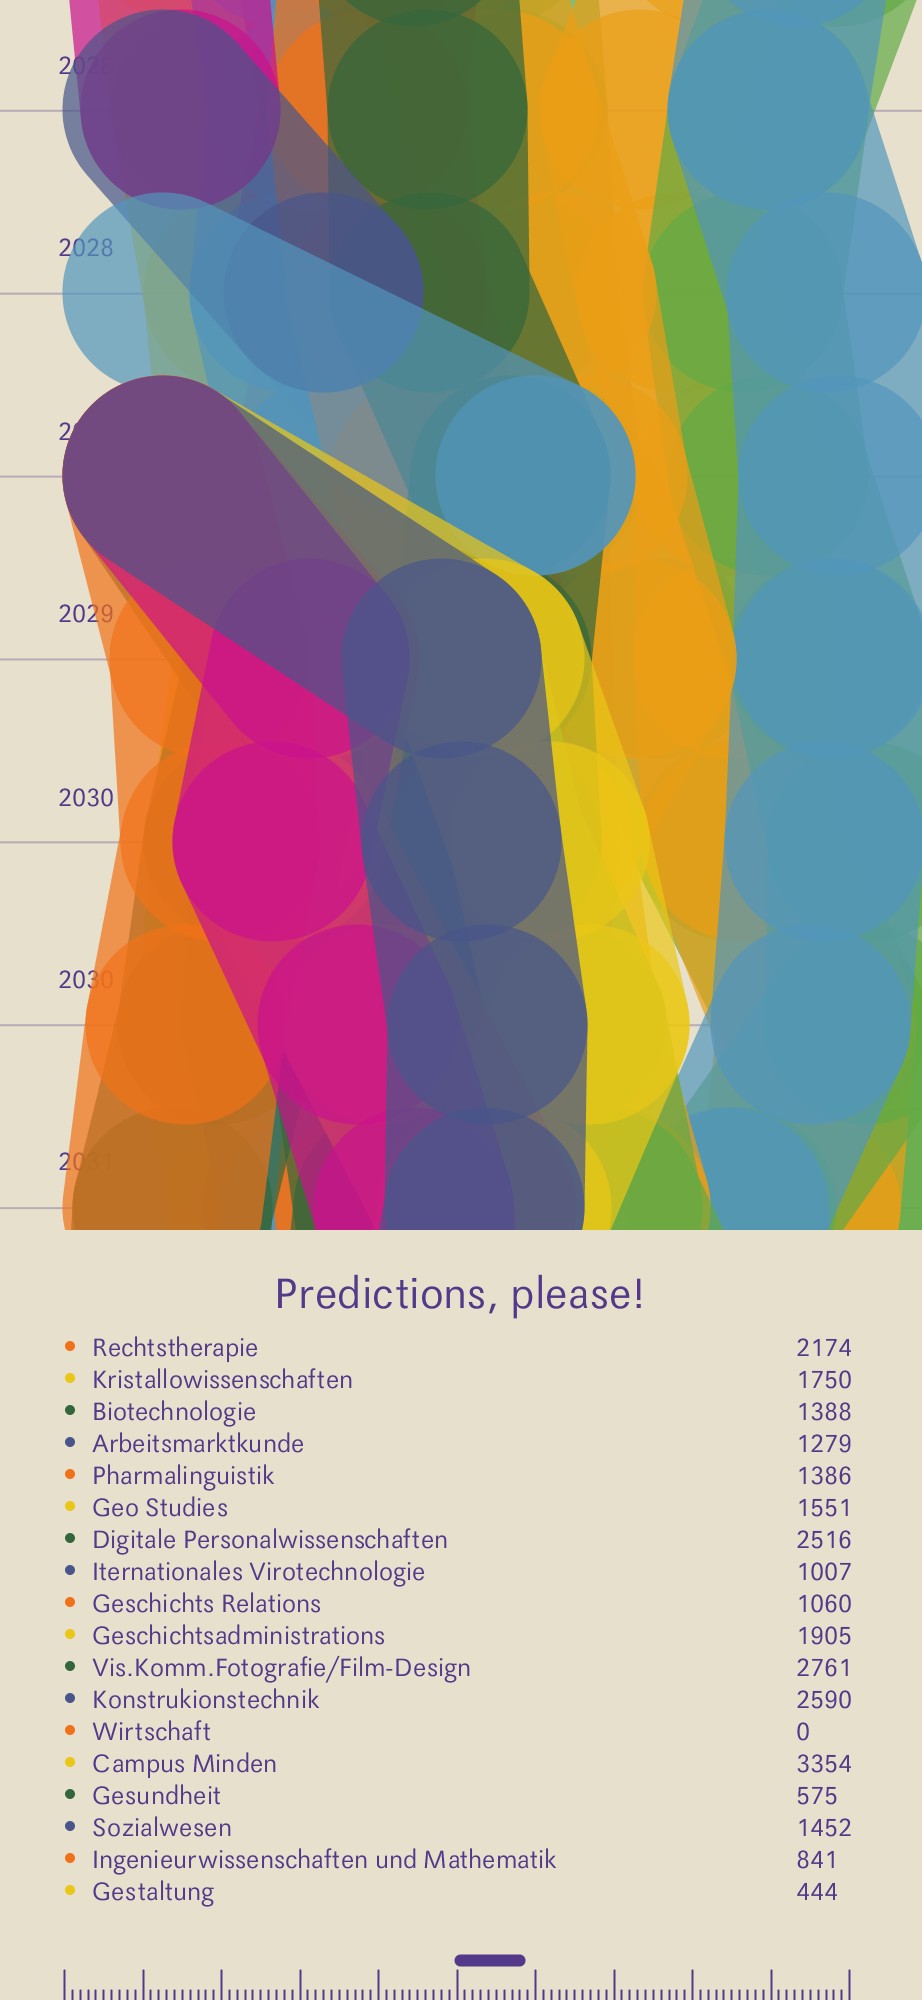 2028
2029
2030
2030
2031
Predictions, please!
Rechtstherapie 2174
Kristallowissenschaften 1750
Biotechnologie 1388
Arbeitsmarktkunde 1279
Pharmalinguistik 1386
Geo Studies 1551
Digitale Personalwissenschaften 2516
Iternationales Virotechnologie 1007
Geschichts Relations 1060
Geschichtsadministrations 1905
Vis.Komm.Fotografie/Film-Design 2761
Konstrukionstechnik 2590
Wirtschaft 0
Campus Minden 3354
Gesundheit 575
Sozialwesen 1452
Ingenieurwissenschaften und Mathematik 841
Gestaltung 444